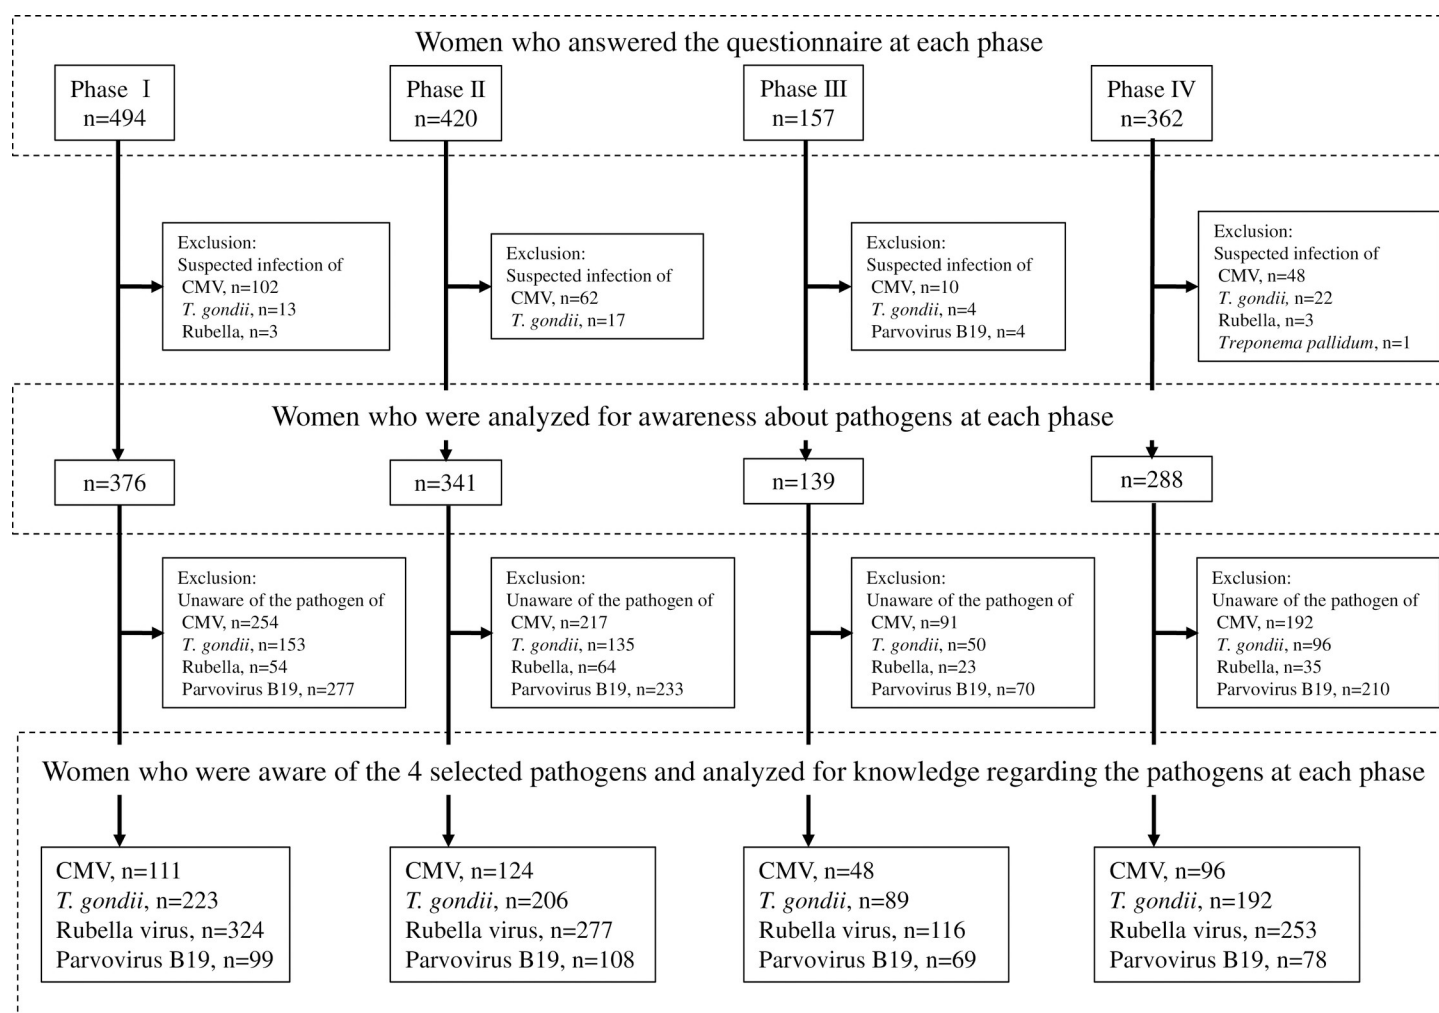 Women who answered the questionnaire at each phase
Phase I
n=494
Phase II
n=420
Phase III
n=157
Phase IV
n=362
Exclusion:
Suspected infection of
CMV, n=102
T. gondii, n=13
Rubella, n=3
Exclusion:
Suspected infection of
CMV, n=62
T. gondii, n=17
Exclusion:
Suspected infection of
CMV, n=10
T. gondii, n=4
Parvovirus B19, n=4
Exclusion:
Suspected infection of
CMV, n=48
T. gondii, n=22
Rubella, n=3
Treponema pallidum, n=1
Women who were analyzed for awareness about pathogens at each phase
n=376
n=341
n=139
n=288
Exclusion:
Unaware of the pathogen of
CMV, n=254
T. gondii, n=153
Rubella, n=54
Parvovirus B19, n=277
Exclusion:
Unaware of the pathogen of
CMV, n=217
T. gondii, n=135
Rubella, n=64
Parvovirus B19, n=233
Exclusion:
Unaware of the pathogen of
CMV, n=91
T. gondii, n=50
Rubella, n=23
Parvovirus B19, n=70
Exclusion:
Unaware of the pathogen of
CMV, n=192
T. gondii, n=96
Rubella, n=35
Parvovirus B19, n=210
Women who were aware of the 4 selected pathogens and analyzed for knowledge regarding the pathogens at each phase
CMV, n=111
T. gondii, n=223
Rubella virus, n=324
Parvovirus B19, n=99
CMV, n=124
T. gondii, n=206
Rubella virus, n=277
Parvovirus B19, n=108
CMV, n=48
T. gondii, n=89
Rubella virus, n=116
Parvovirus B19, n=69
CMV, n=96
T. gondii, n=192
Rubella virus, n=253
Parvovirus B19, n=78